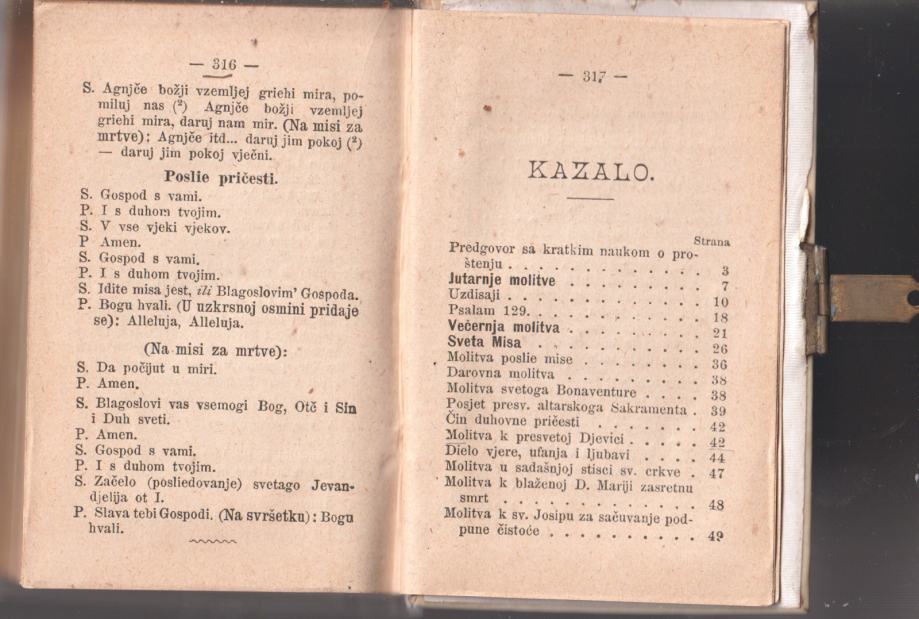 — 316 —
S. Agnjče božji vzemljej griehi mira, po-
miluj nas (²) Agnjče božji vzemljej
griehi mira, daruj nam mir. (Na misi za
mrtve): Agnjče itd... daruj jim pokoj (²)
— daruj jim pokoj vječni.
Poslie pričesti.
S. Gospod s vami.
P. I s duhom tvojim.
S. V vse vjeki vjekov.
P Amen.
S. Gospod s vami.
P. I s duhom tvojim.
S. Idite misa jest, ili Blagoslovim' Gospoda.
P. Bogu hvali. (U uzkrsnoj osmini pridaje
se): Alleluja, Alleluja.
(Na misi za mrtve):
S. Da počijut u miri.
P. Amen.
S. Blagoslovi vas vsemogi Bog, Otč i Sin
i Duh sveti.
P. Amen.
S. Gospod s vami.
P. I s duhom tvojim.
S. Začelo (posliedovanje) svetago Jevan-
djelija ot I.
P. Slava tebi Gospodi. (Na svršetku): Bogu
hvali.
— 317 —
KAZALO.
Strana
Predgovor sa kratkim naukom o pro-
štenju . . . . . . . . . . . . 3
Jutarnje molitve . . . . . . . . 7
Uzdisaji . . . . . . . . . . . . 10
Psalam 129. . . . . . . . . . . 18
Večernja molitva . . . . . . . . 21
Sveta Misa . . . . . . . . . . 26
Molitva poslie mise . . . . . . . 36
Darovna molitva . . . . . . . . 38
Molitva svetoga Bonaventure . . . . 38
Posjet presv. altarskoga Sakramenta . 39
Čin duhovne pričesti . . . . . . . 42
Molitva k presvetoj Djevici . . . . . 42
Dielo vjere, ufanja i ljubavi . . . . 44
Molitva u sadašnjoj stisci sv. crkve . 47
Molitva k blaženoj D. Mariji zasretnu
smrt . . . . . . . . . . . . 48
Molitva k sv. Josipu za sačuvanje pod-
pune čistoće . . . . . . . . . 49